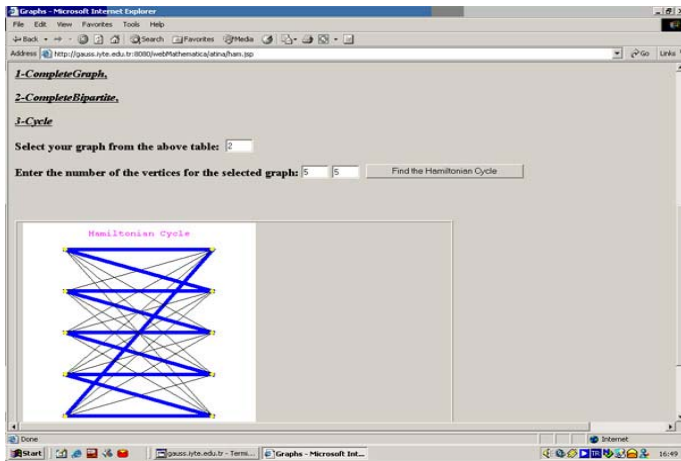 Graphs - Microsoft Internet Explorer
File Edit View Favorites Tools Help
Back Search Favorites Media
Address http://gauss.iyte.edu.tr:8080/webMathematica/atina/ham.jsp Go Links
1-CompleteGraph,
2-CompleteBipartite,
3-Cycle
Select your graph from the above table: 2
Enter the number of the vertices for the selected graph: 5 5 Find the Hamiltonian Cycle
Hamiltonian Cycle
Done Internet
Start gauss.iyte.edu.tr - Termi... Graphs - Microsoft Int... TR 16:49